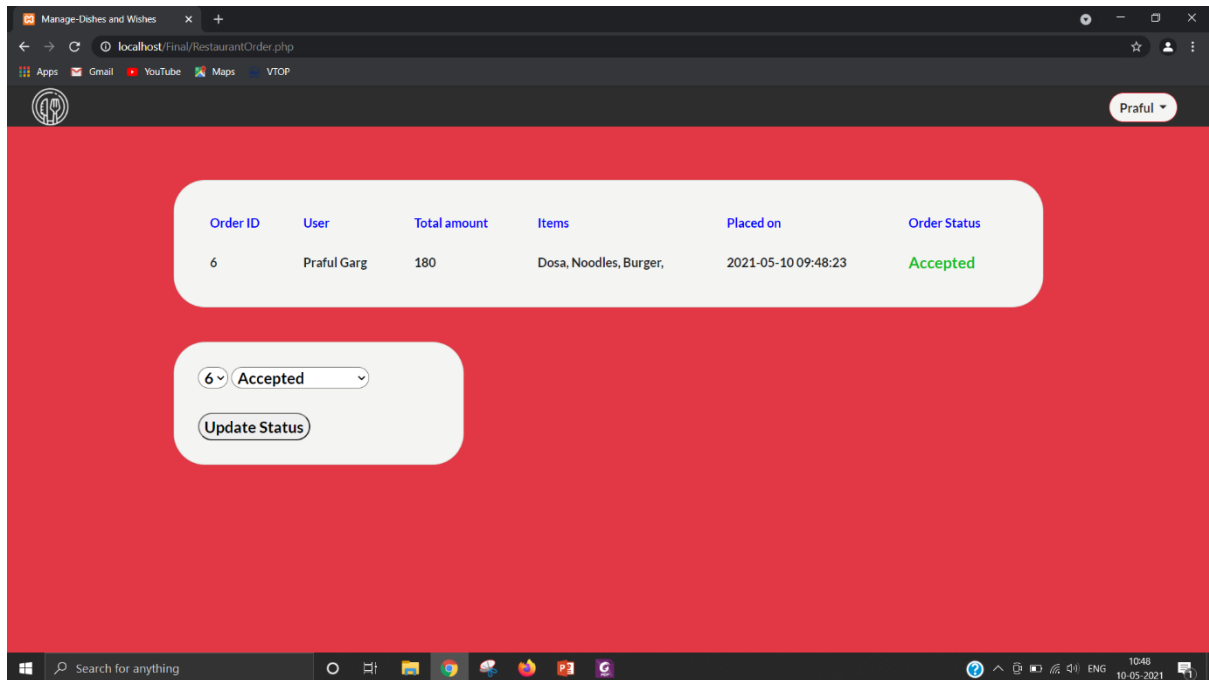 Manage-Dishes and Wishes
localhost/Final/RestaurantOrder.php
Apps Gmail YouTube Maps VTOP
Praful
Order ID User Total amount Items Placed on Order Status
6 Praful Garg 180 Dosa, Noodles, Burger, 2021-05-10 09:48:23 Accepted
6 Accepted
Update Status
Search for anything
ENG
10:48
10-05-2021